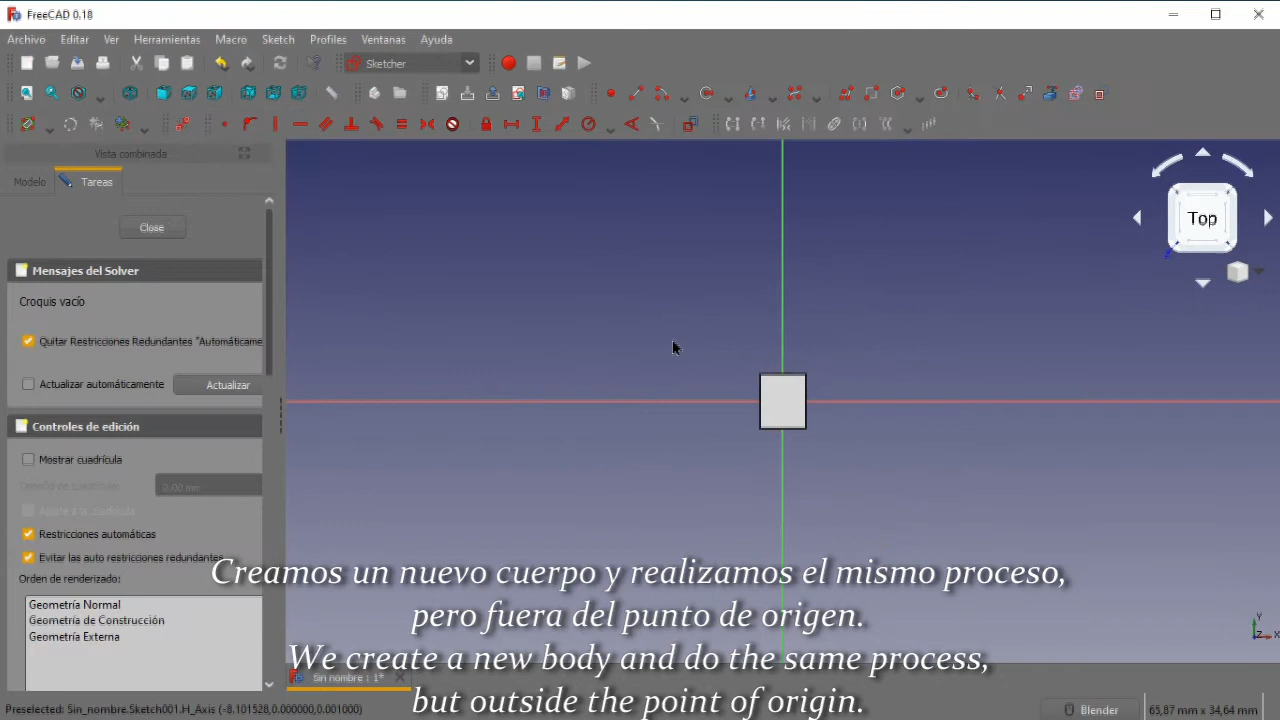 FreeCAD 0.18
Archivo Editar Ver Herramientas Macro Sketch Profiles Ventanas Ayuda
Sketcher
Vista combinada
Modelo Tareas
Close
Mensajes del Solver
Croquis vacío
Quitar Restricciones Redundantes "Automáticame
Actualizar automáticamente Actualizar
Controles de edición
Mostrar cuadrícula
0,00 mm
Restricciones automáticas
Evitar las auto restricciones redundantes
Orden de renderizado:
Geometría Normal
Geometría de Construcción
Geometría Externa
Top
Creamos un nuevo cuerpo y realizamos el mismo proceso,
pero fuera del punto de origen.
We create a new body and do the same process,
but outside the point of origin.
Sin nombre : 1*
Y
Z X
Preselected: Sin_nombre.Sketch001.H_Axis (-8.101528,0.000000,0.001000)
Blender
65,87 mm x 34,64 mm